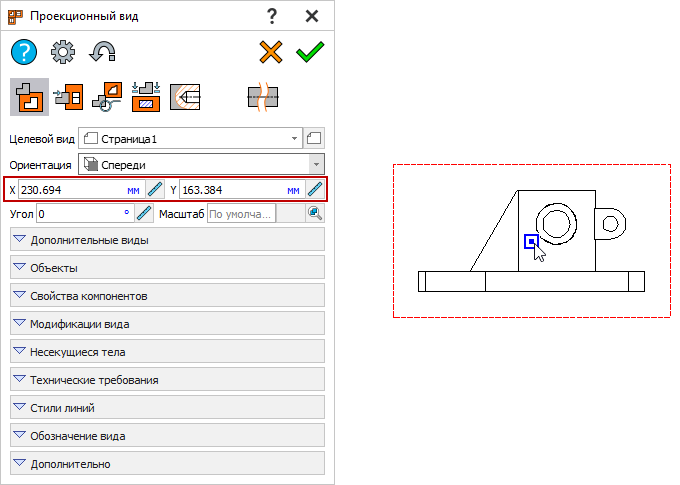 Проекционный вид ?
?
Целевой вид Страница1
Ориентация Спереди
X 230.694 мм Y 163.384 мм
Угол 0 ° Масштаб По умолча...
Дополнительные виды
Объекты
Свойства компонентов
Модификации вида
Несекущиеся тела
Технические требования
Стили линий
Обозначение вида
Дополнительно